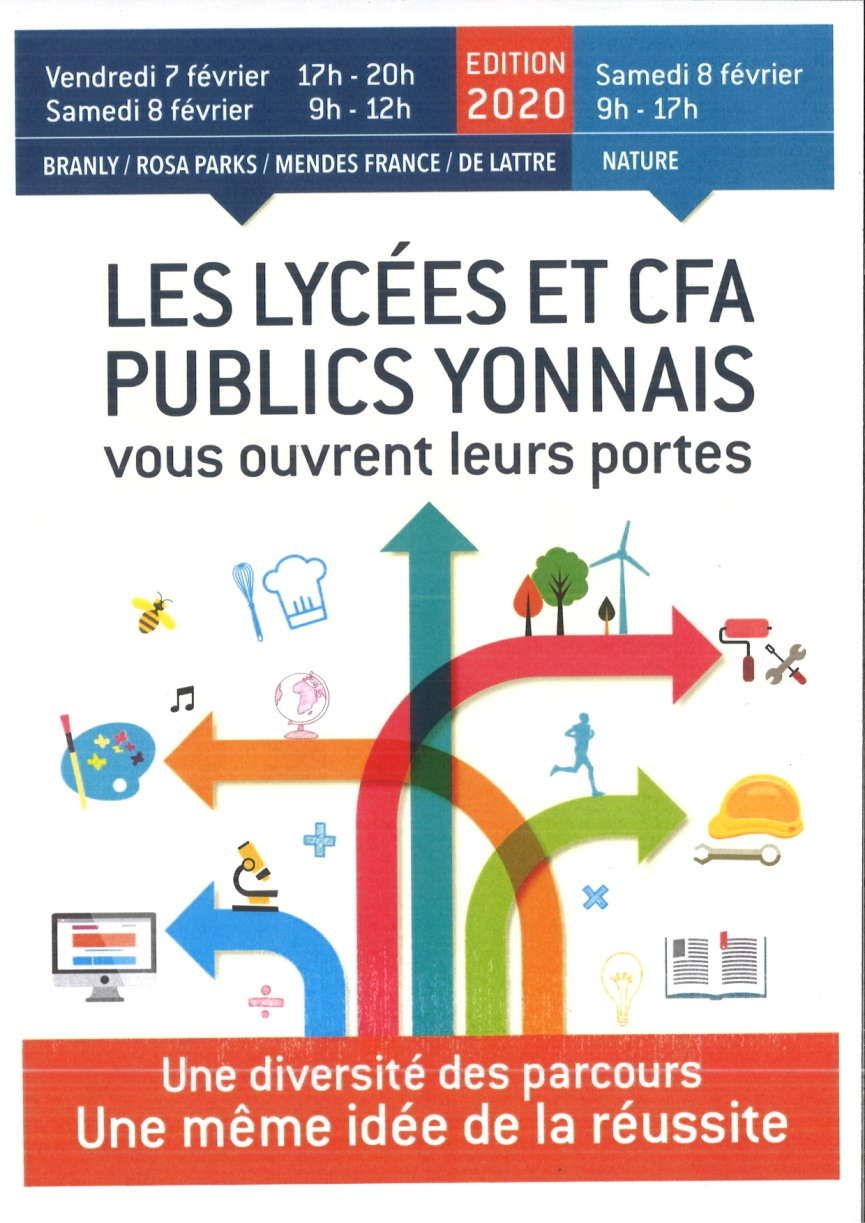 Vendredi 7 février 17h - 20h
Samedi 8 février 9h - 12h
BRANLY / ROSA PARKS / MENDES FRANCE / DE LATTRE
EDITION
2020
Samedi 8 février
9h - 17h
NATURE
LES LYCÉES ET CFA
PUBLICS YONNAIS
vous ouvrent leurs portes
Une diversité des parcours
Une même idée de la réussite